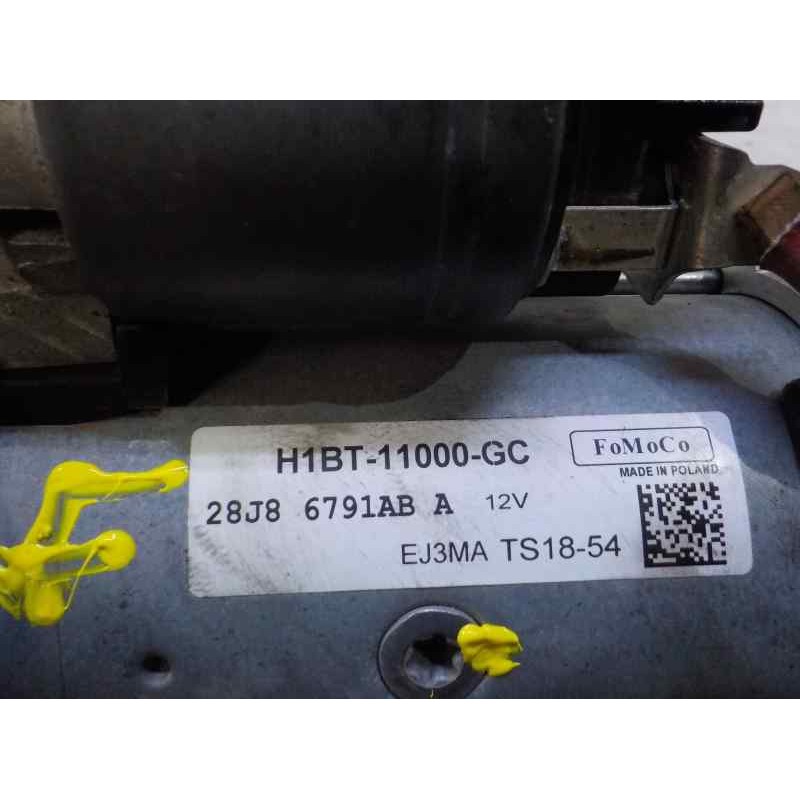 H1BT-11000-GC
FoMoCo
MADE IN POLAND
28J8 6791AB A 12V
EJ3MA TS18-54